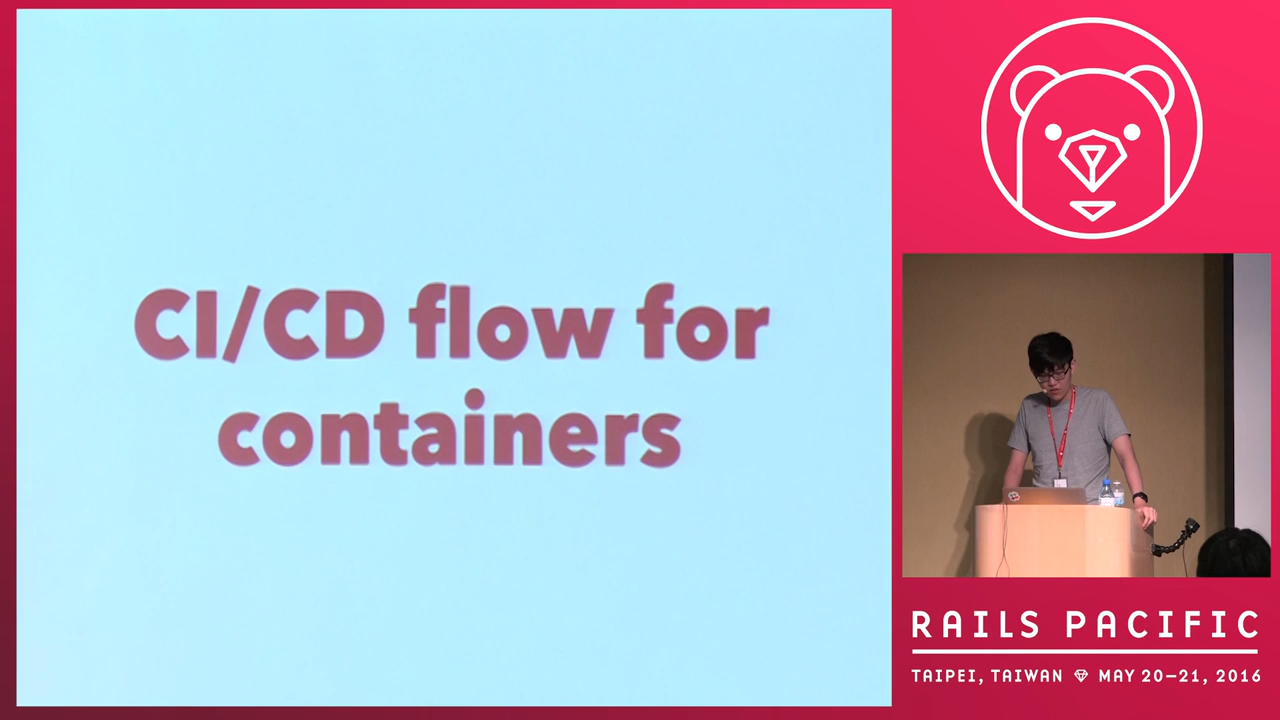 CI/CD flow for
containers
RAILS PACIFIC
TAIPEI, TAIWAN MAY 20–21, 2016